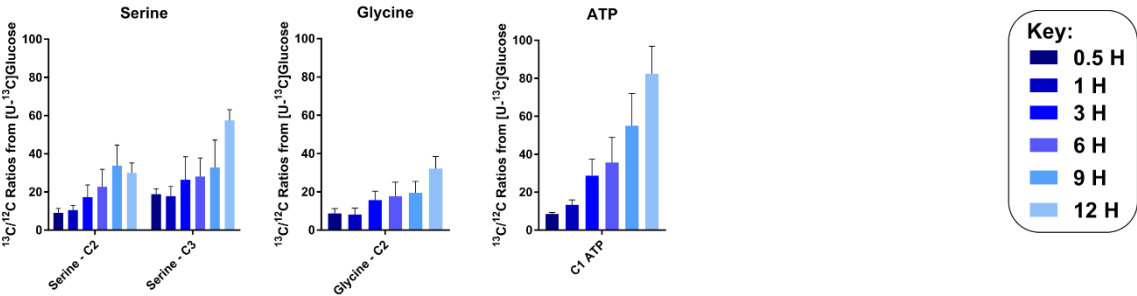 Serine
Glycine
ATP
¹³C/¹²C Ratios from [U-¹³C]Glucose
100
80
60
40
20
0
Serine - C2
Serine - C3
¹³C/¹²C Ratios from [U-¹³C]Glucose
100
80
60
40
20
0
Glycine - C2
¹³C/¹²C Ratios from [U-¹³C]Glucose
100
80
60
40
20
0
C1 ATP
Key:
0.5 H
1 H
3 H
6 H
9 H
12 H